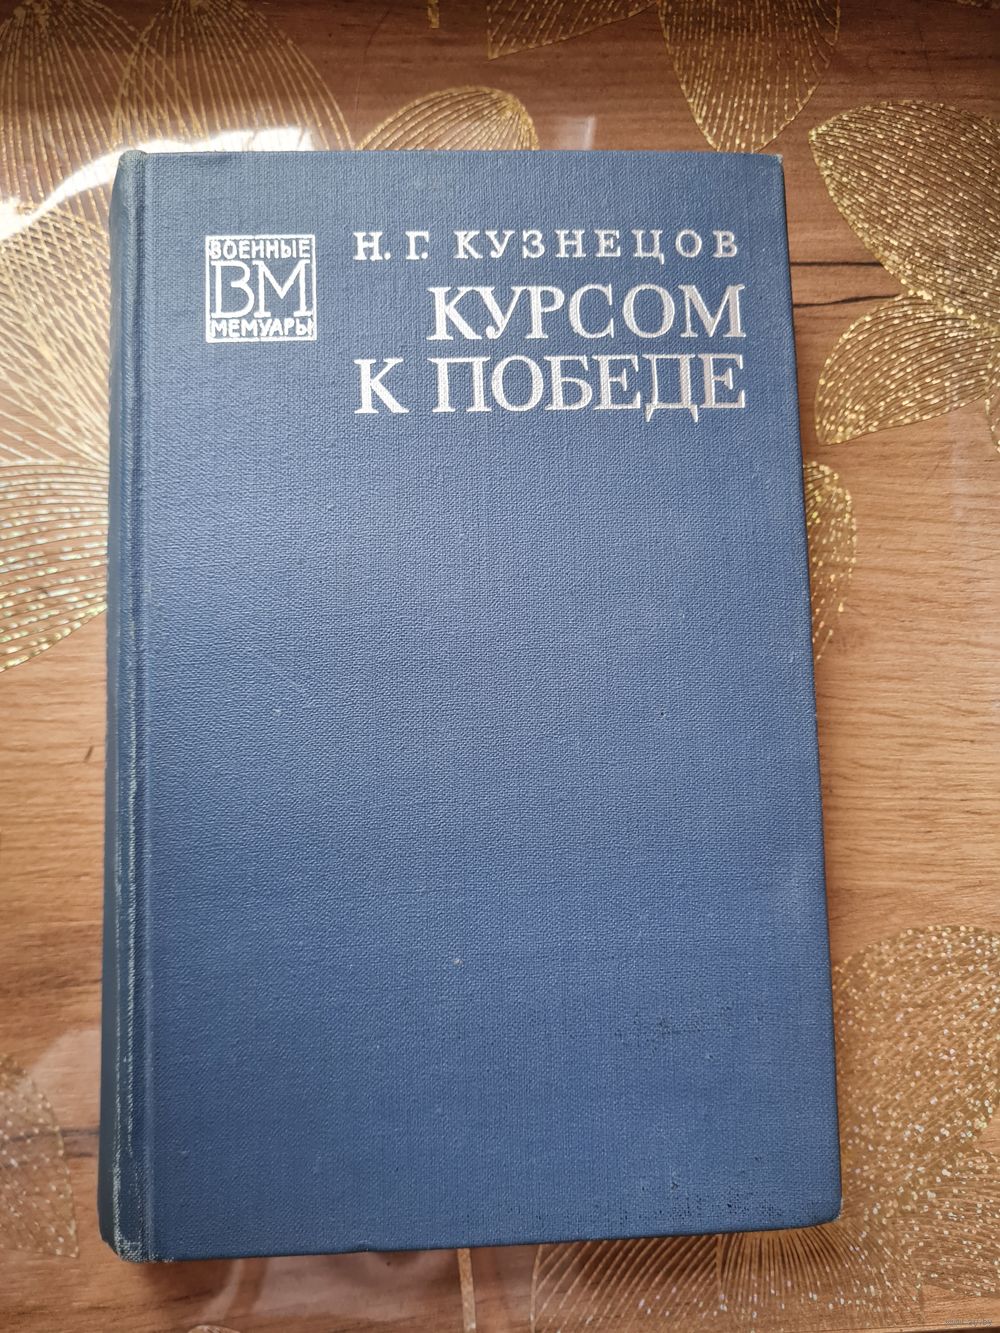 ВОЕННЫЕ
ВМ
МЕМУАРЫ
Н. Г. КУЗНЕЦОВ
КУРСОМ
К ПОБЕДЕ